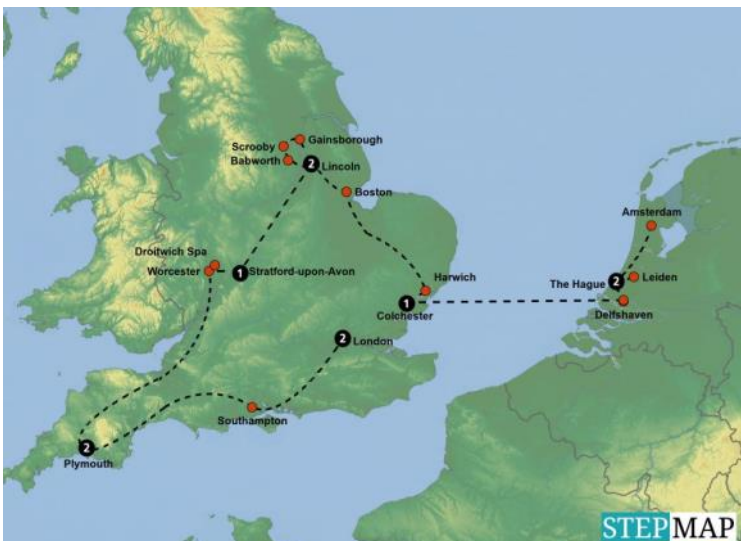 Gainsborough
Scrooby
Babworth
2
Lincoln
Boston
Amsterdam
Droitwich Spa
Worcester
1
Stratford-upon-Avon
Harwich
The Hague
2
Leiden
1
Colchester
Delfshaven
2
London
Southampton
2
Plymouth
STEPMAP